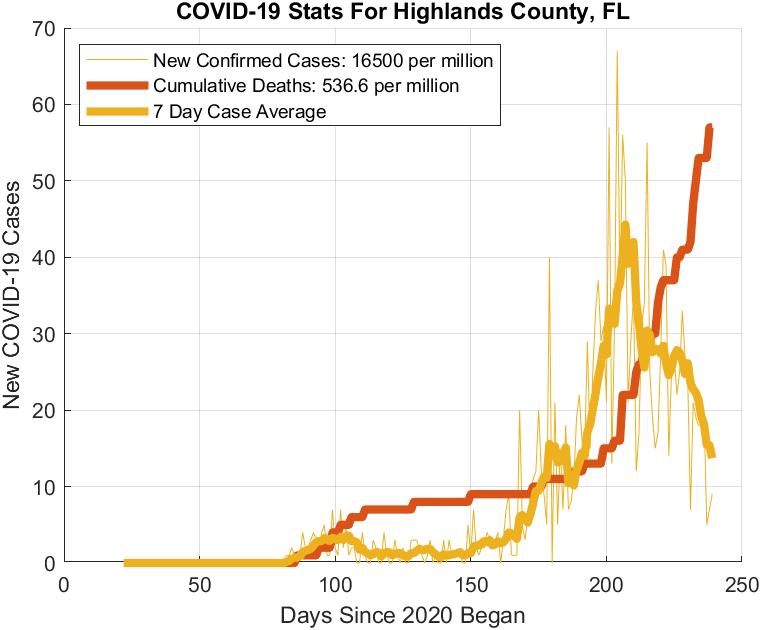 COVID-19 Stats For Highlands County, FL
70
New Confirmed Cases: 16500 per million
Cumulative Deaths: 536.6 per million
7 Day Case Average
60
50
40
30
20
10
0
New COVID-19 Cases
0 50 100 150 200 250
Days Since 2020 Began